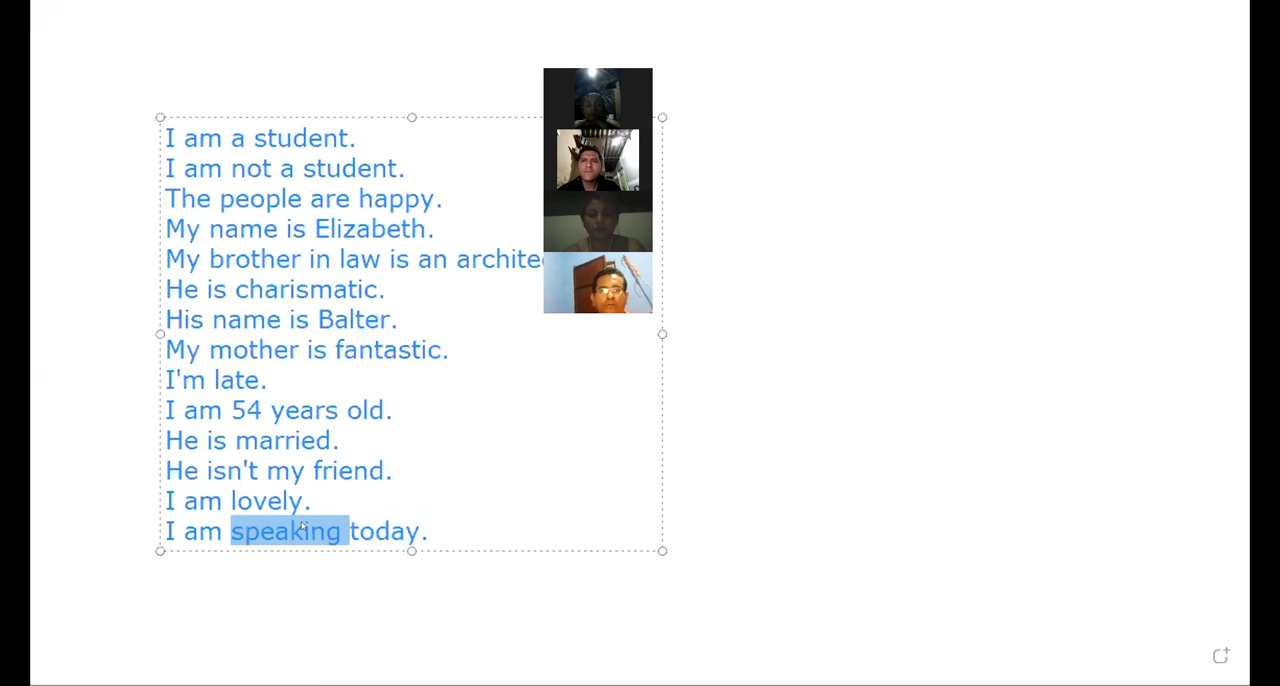 I am a student.
I am not a student.
The people are happy.
My name is Elizabeth.
My brother in law is an
He is charismatic.
His name is Balter.
My mother is fantastic.
I'm late.
I am 54 years old.
He is married.
He isn't my friend.
I am lovely.
I am speaking today.